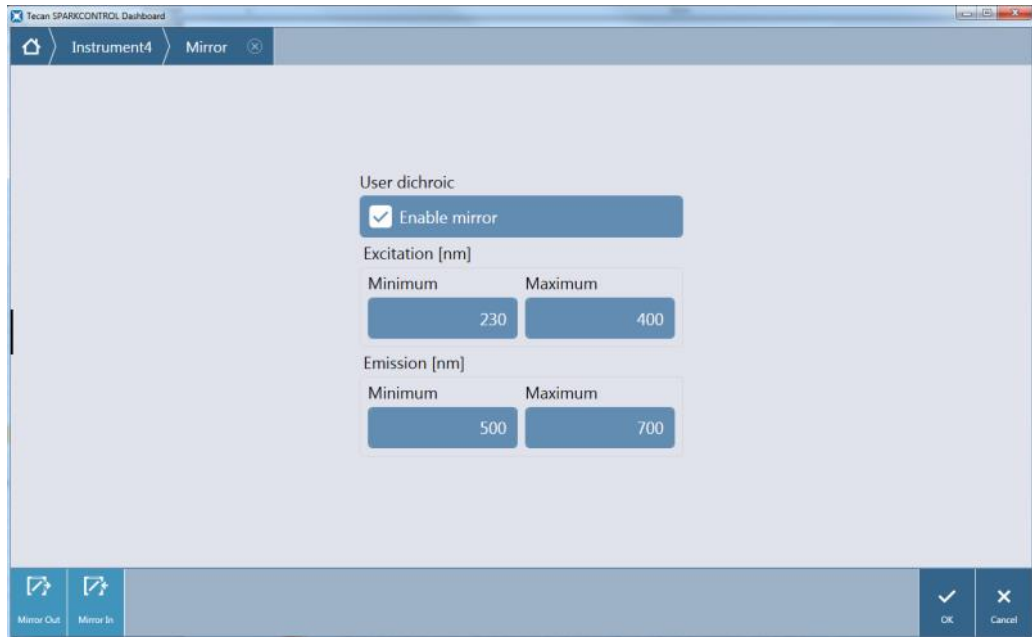 Tecan SPARKCONTROL Dashboard
Instrument4 Mirror
User dichroic
Enable mirror
Excitation [nm]
Minimum Maximum
230 400
Emission [nm]
Minimum Maximum
500 700
Mirror Out Mirror In OK Cancel